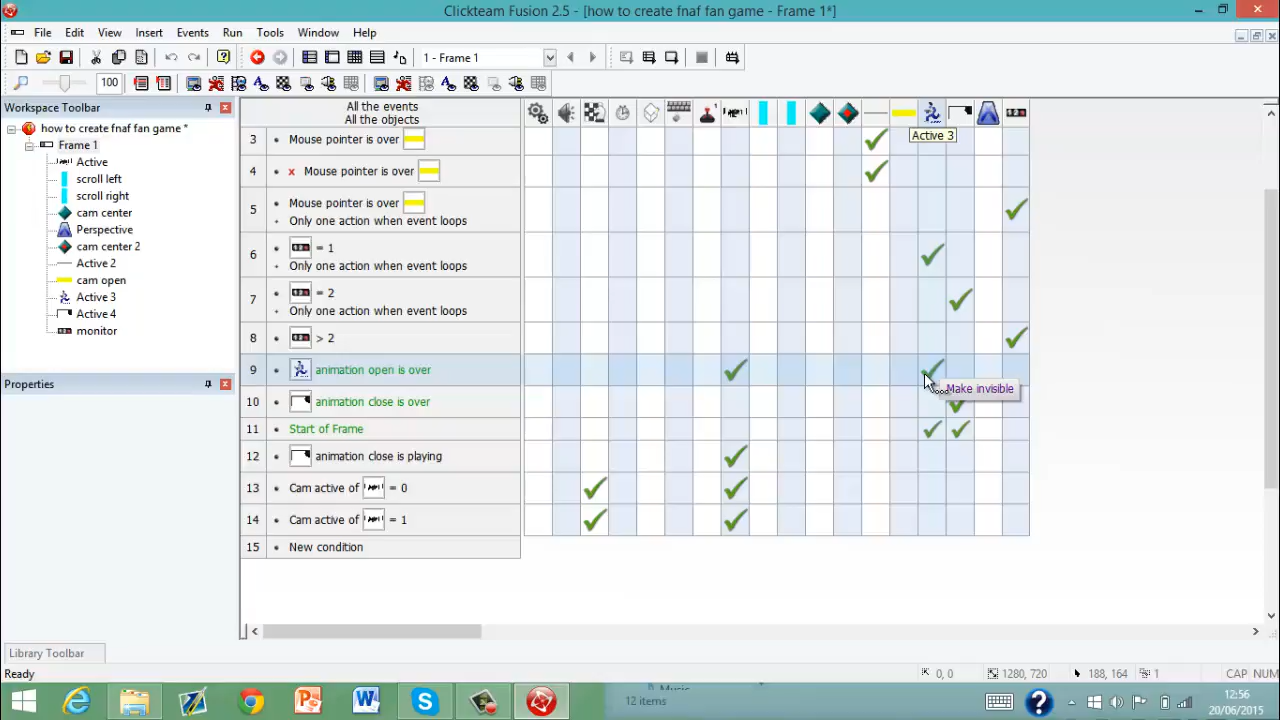 Clickteam Fusion 2.5 - [how to create fnaf fan game - Frame 1*]
File Edit View Insert Events Run Tools Window Help
1 - Frame 1
100
Workspace Toolbar
how to create fnaf fan game *
Frame 1
Active
scroll left
scroll right
cam center
Perspective
cam center 2
Active 2
cam open
Active 3
Active 4
monitor
Properties
Library Toolbar
All the events
All the objects
Active 3
3 • Mouse pointer is over
4 • x Mouse pointer is over
5 • Mouse pointer is over
+ Only one action when event loops
6 • = 1
+ Only one action when event loops
7 • = 2
+ Only one action when event loops
8 • > 2
9 • animation open is over
Make invisible
10 • animation close is over
11 • Start of Frame
12 • animation close is playing
13 • Cam active of = 0
14 • Cam active of = 1
15 • New condition
Ready
0, 0 1280, 720 188, 164 1 CAP NUM
12 items
12:56
20/06/2015